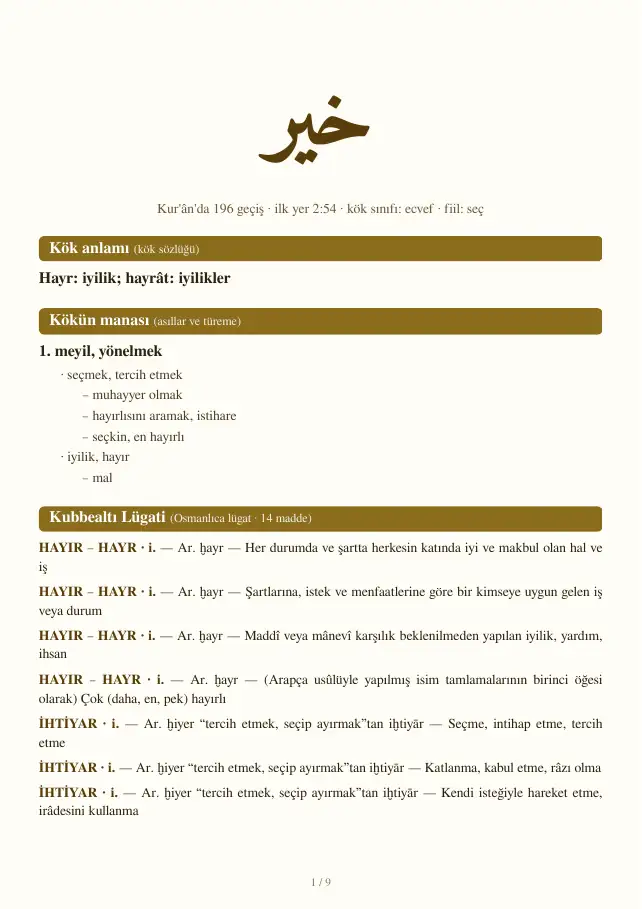 خير
Kur'ân'da 196 geçiş · ilk yer 2:54 · kök sınıfı: ecvef · fiil: seç
Kök anlamı (kök sözlüğü)
Hayr: iyilik; hayrât: iyilikler
Kökün manası (asıllar ve türeme)
1. meyil, yönelmek
· seçmek, tercih etmek
– muhayyer olmak
– hayırlısını aramak, istihare
– seçkin, en hayırlı
· iyilik, hayır
– mal
Kubbealtı Lügati (Osmanlıca lügat · 14 madde)
HAYIR – HAYR · i. — Ar. ḫayr — Her durumda ve şartta herkesin katında iyi ve makbul olan hal ve
iş
HAYIR – HAYR · i. — Ar. ḫayr — Şartlarına, istek ve menfaatlerine göre bir kimseye uygun gelen iş
veya durum
HAYIR – HAYR · i. — Ar. ḫayr — Maddî veya mânevî karşılık beklenilmeden yapılan iyilik, yardım,
ihsan
HAYIR – HAYR · i. — Ar. ḫayr — (Arapça usûlüyle yapılmış isim tamlamalarının birinci öğesi
olarak) Çok (daha, en, pek) hayırlı
İHTİYAR · i. — Ar. ḫiyer “tercih etmek, seçip ayırmak”tan iḫtiyār — Seçme, intihap etme, tercih
etme
İHTİYAR · i. — Ar. ḫiyer “tercih etmek, seçip ayırmak”tan iḫtiyār — Katlanma, kabul etme, râzı olma
İHTİYAR · i. — Ar. ḫiyer “tercih etmek, seçip ayırmak”tan iḫtiyār — Kendi isteğiyle hareket etme,
irâdesini kullanma
1 / 9